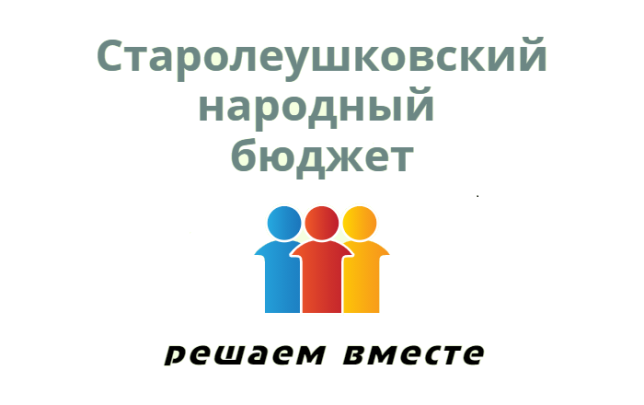 Старолеушковский
народный
бюджет
решаем вместе